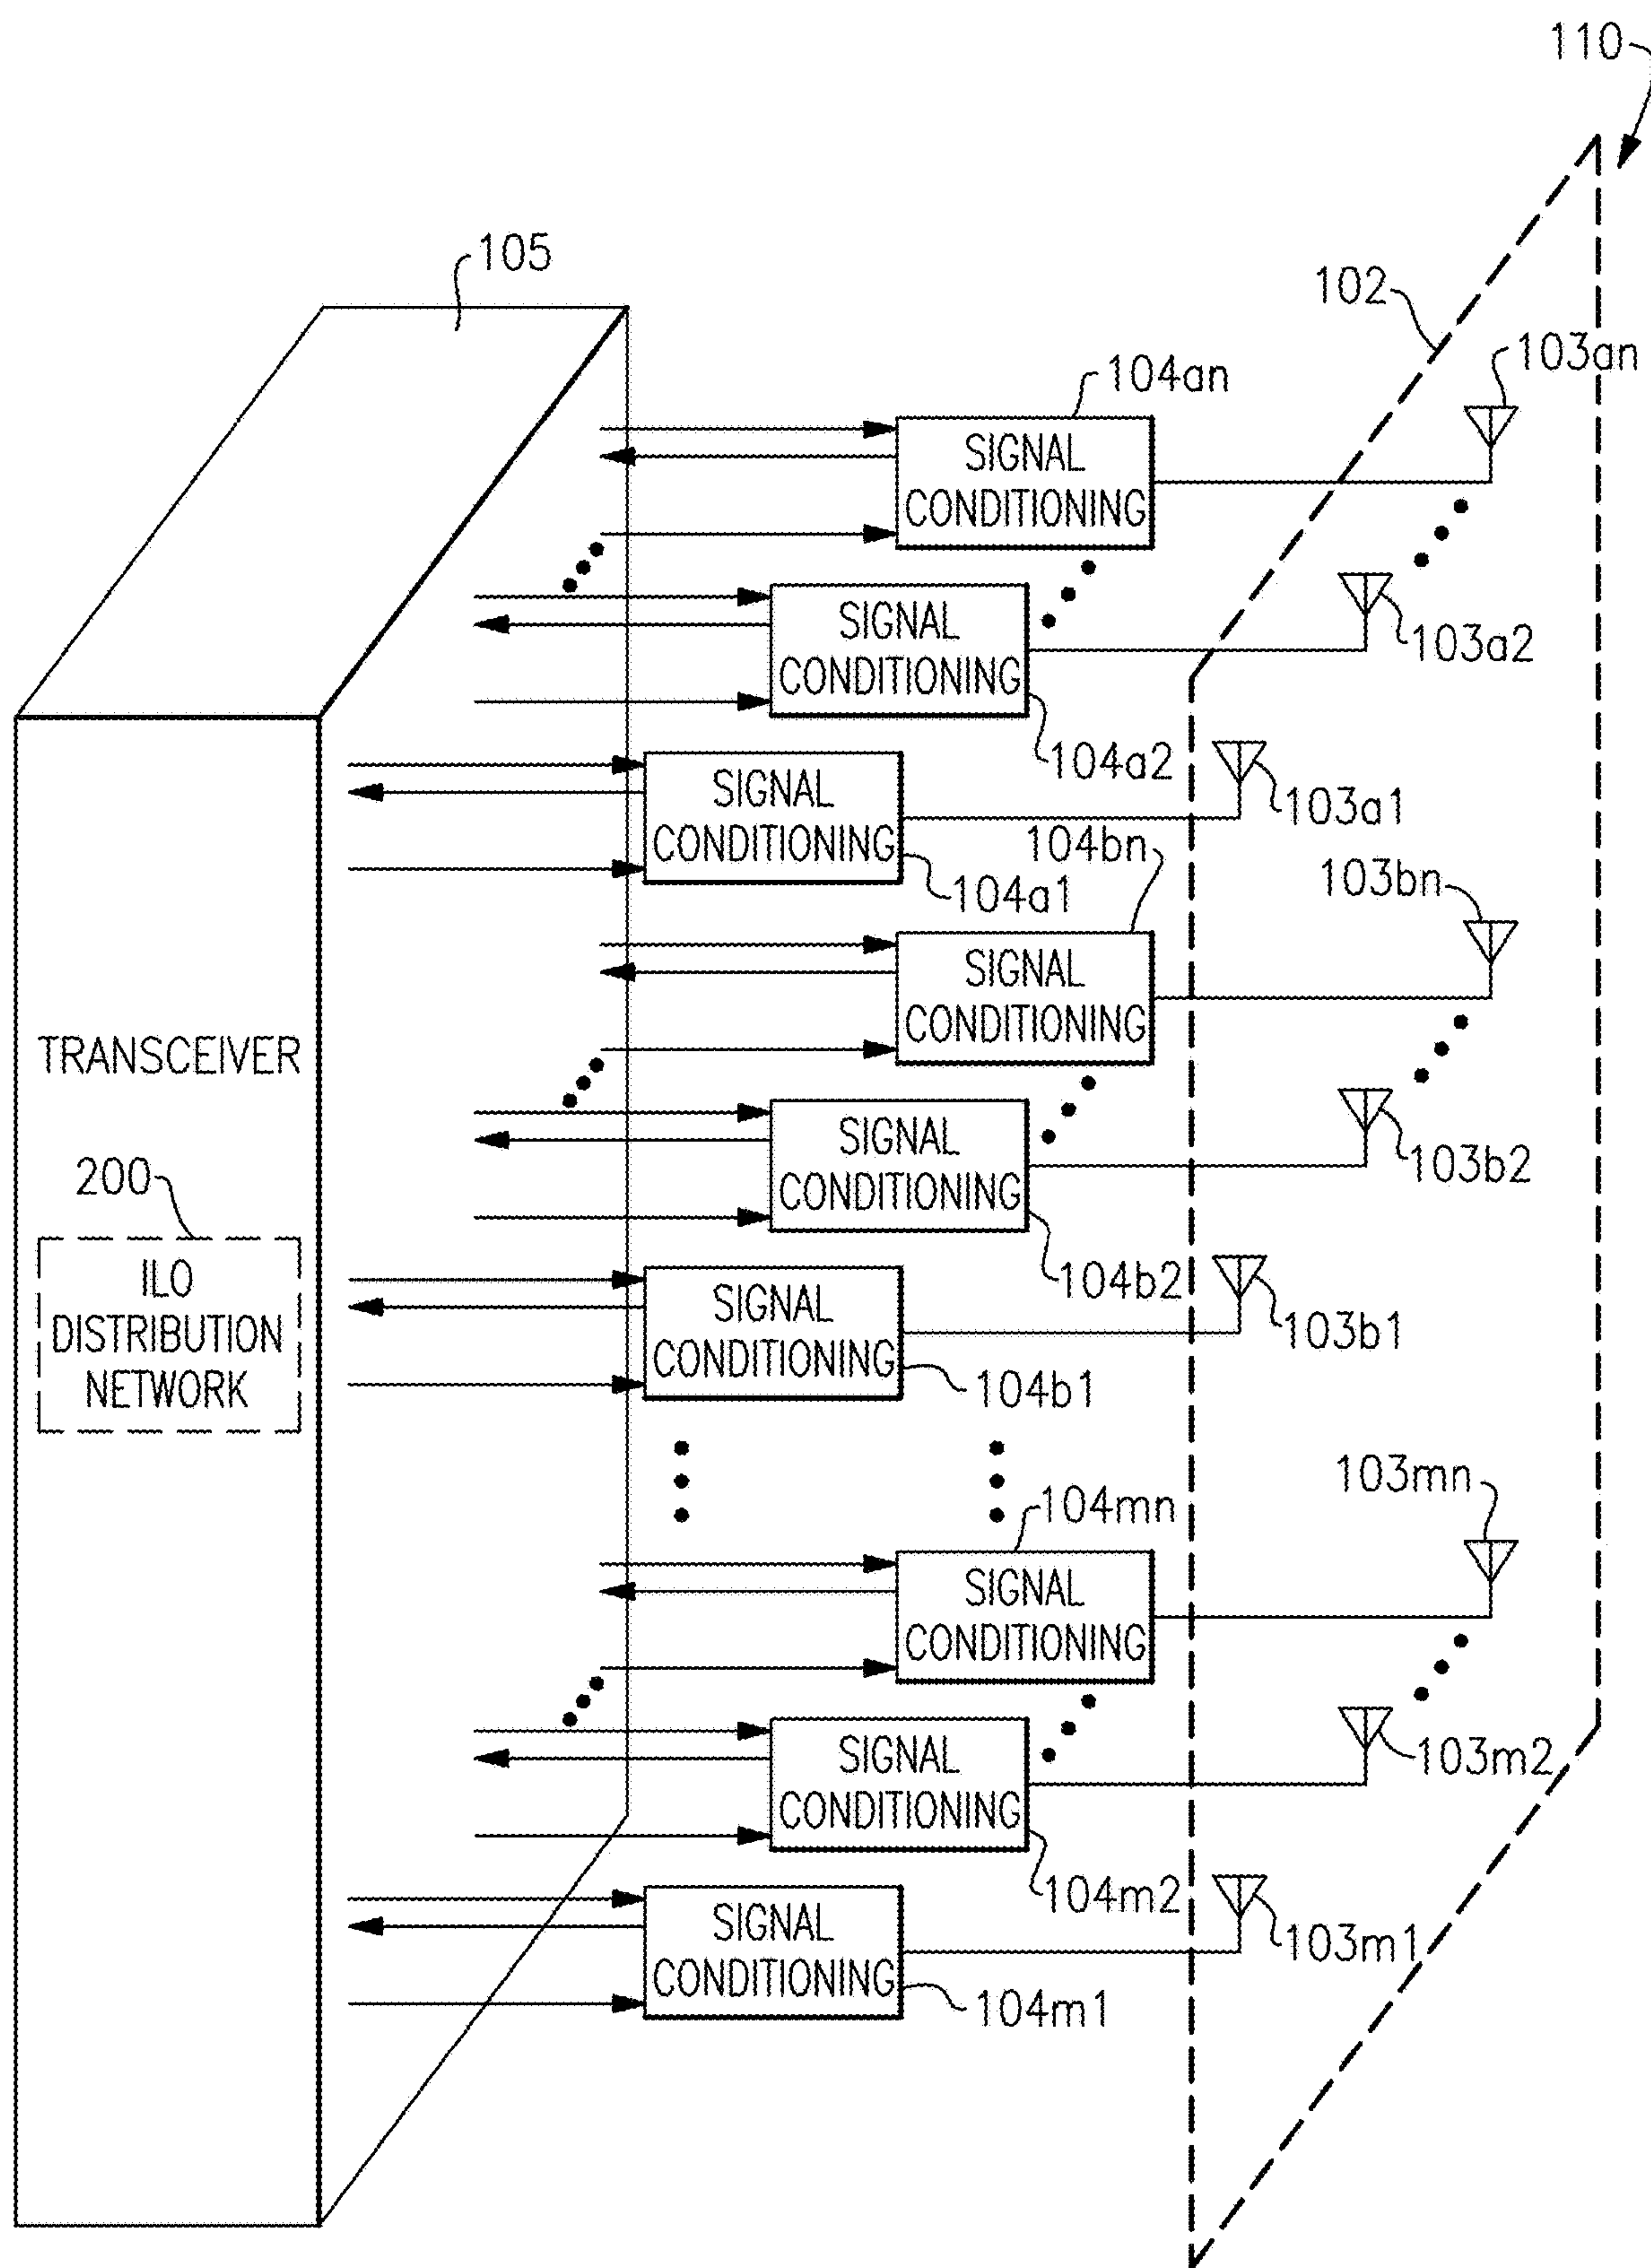 110
105
102
103an
104an
SIGNAL
CONDITIONING
103a2
SIGNAL
CONDITIONING
104a2
103a1
SIGNAL
CONDITIONING
104a1
104bn
103bn
SIGNAL
CONDITIONING
TRANSCEIVER
103b2
SIGNAL
CONDITIONING
104b2
200
ILO
DISTRIBUTION
NETWORK
103b1
SIGNAL
CONDITIONING
104b1
103mn
104mn
SIGNAL
CONDITIONING
103m2
SIGNAL
CONDITIONING
104m2
103m1
SIGNAL
CONDITIONING
104m1